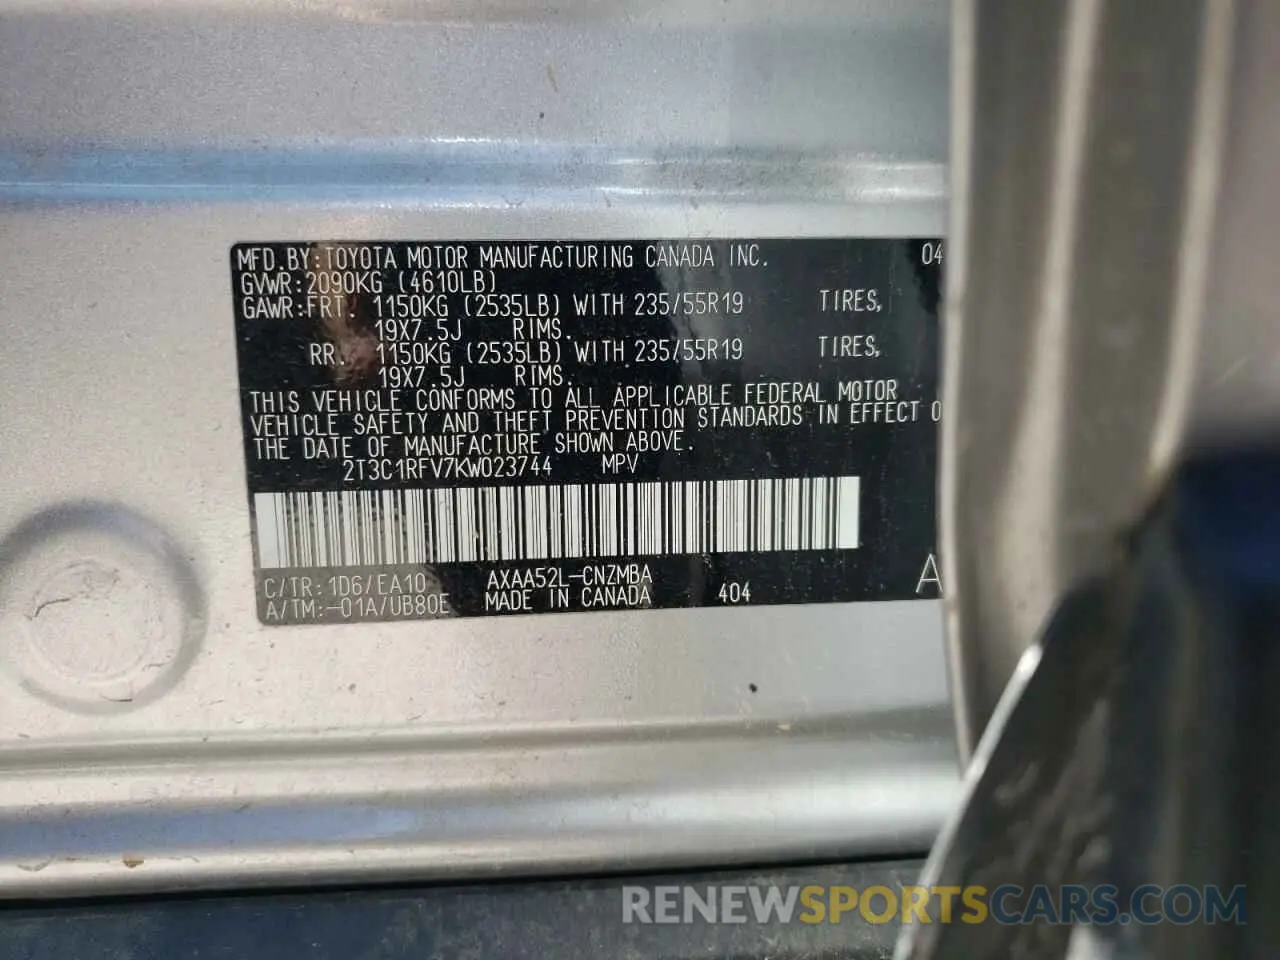 MFD.BY:TOYOTA MOTOR MANUFACTURING CANADA INC. 04
GVWR:2090KG (4610LB)
GAWR:FRT. 1150KG (2535LB) WITH 235/55R19 TIRES,
19X7.5J RIMS.
RR. 1150KG (2535LB) WITH 235/55R19 TIRES,
19X7.5J RIMS.
THIS VEHICLE CONFORMS TO ALL APPLICABLE FEDERAL MOTOR
VEHICLE SAFETY AND THEFT PREVENTION STANDARDS IN EFFECT O
THE DATE OF MANUFACTURE SHOWN ABOVE.
2T3C1RFV7KW023744 MPV
C/TR:1D6/EA10 AXAA52L-CNZMBA
A/TM:-01A/UB80E MADE IN CANADA 404 A
RENEWSPORTSCARS.COM